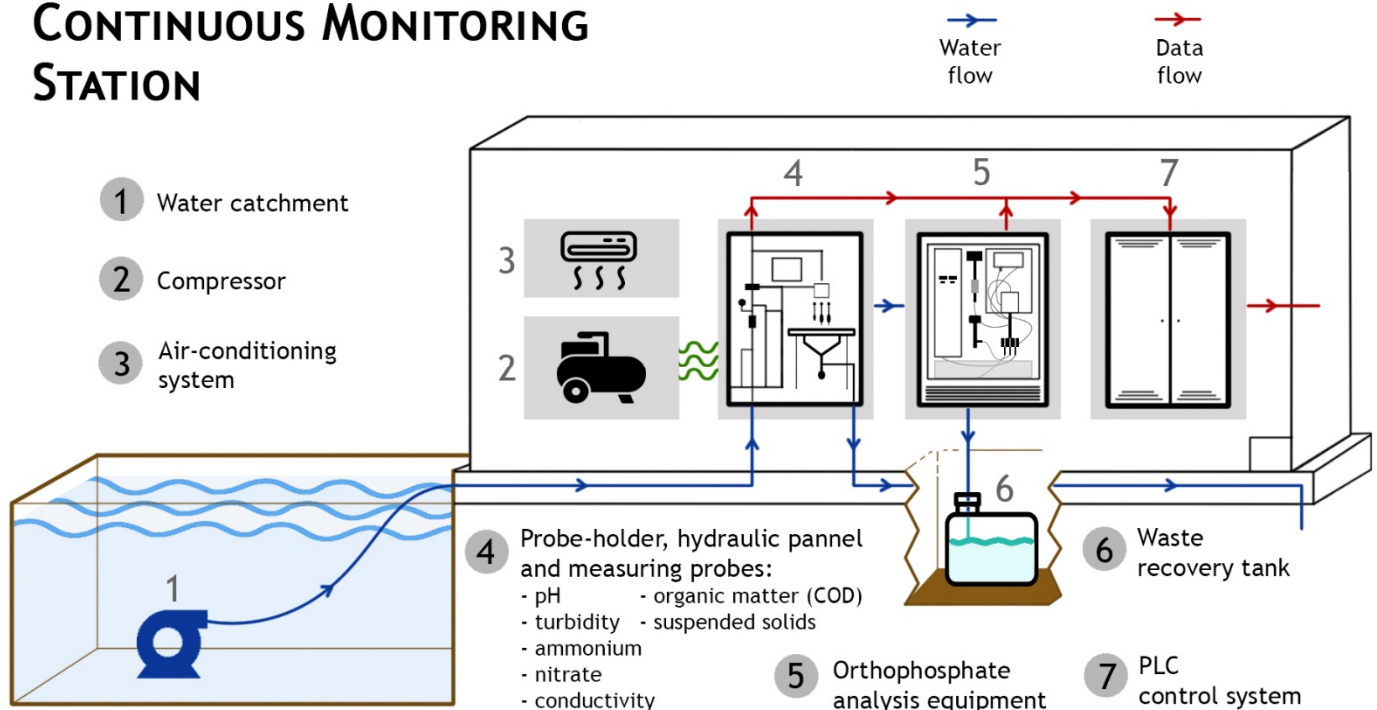 CONTINUOUS MONITORING
STATION
Water
flow
Data
flow
1 Water catchment
2 Compressor
3 Air-conditioning
system
4
5
7
3
2
1
6
4 Probe-holder, hydraulic pannel
and measuring probes:
- pH - organic matter (COD)
- turbidity - suspended solids
- ammonium
- nitrate
- conductivity
5 Orthophosphate
analysis equipment
6 Waste
recovery tank
7 PLC
control system